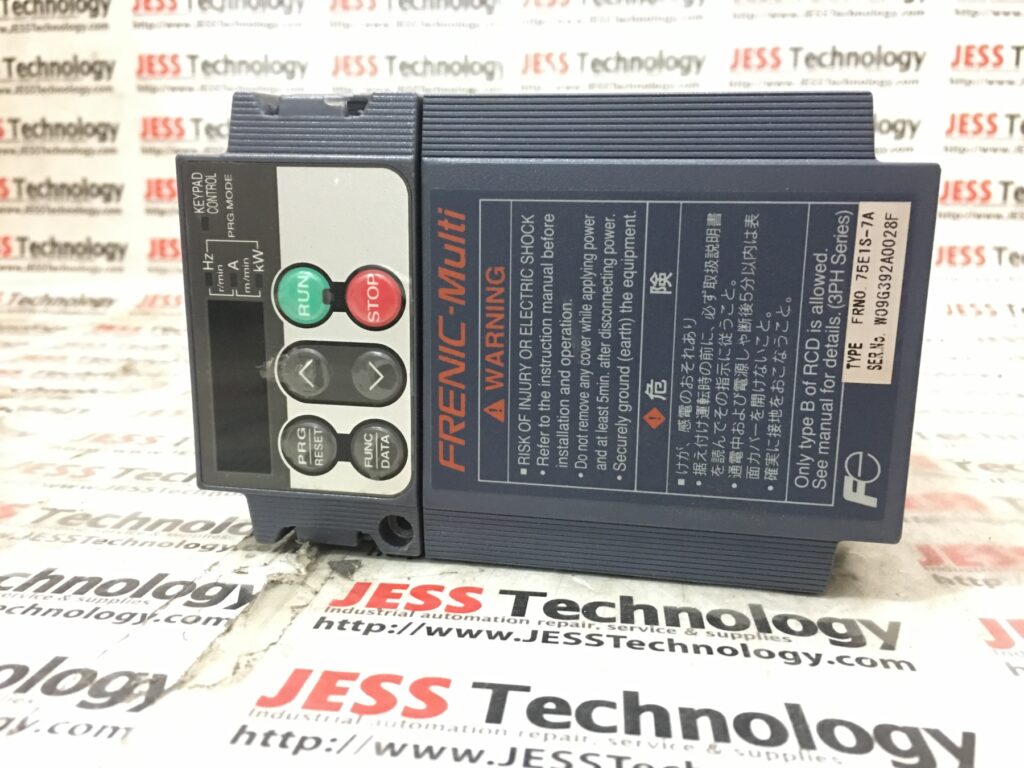 KEYPAD
CONTROL
PRG MODE
Hz
r/min
A
m/min
kW
RUN
STOP
PRG
RESET
FUNC
DATA
FRENIC-Multi
WARNING
■ RISK OF INJURY OR ELECTRIC SHOCK
• Refer to the instruction manual before
installation and operation.
• Do not remove any cover while applying power
and at least 5min. after disconnecting power.
• Securely ground (earth) the equipment.
危 険
■ けが、感電のおそれあり
• 据え付け運転時の前に、必ず取扱説明書
を読んでその指示に従うこと。
• 通電中および電源しゃ断後5分以内は表
面カバーを開けないこと。
• 確実に接地をおこなうこと。
Only type B of RCD is allowed.
See manual for details.(3PH Series)
TYPE FRN0.75E1S-7A
SER.No. W09G392A0028F
Fe
JESS Technology
Industrial automation repair, service & supplies
http://www.JESSTechnology.com
JESS Technology
Industrial automation repair, service & supplies
http://www.JESSTechnology.com